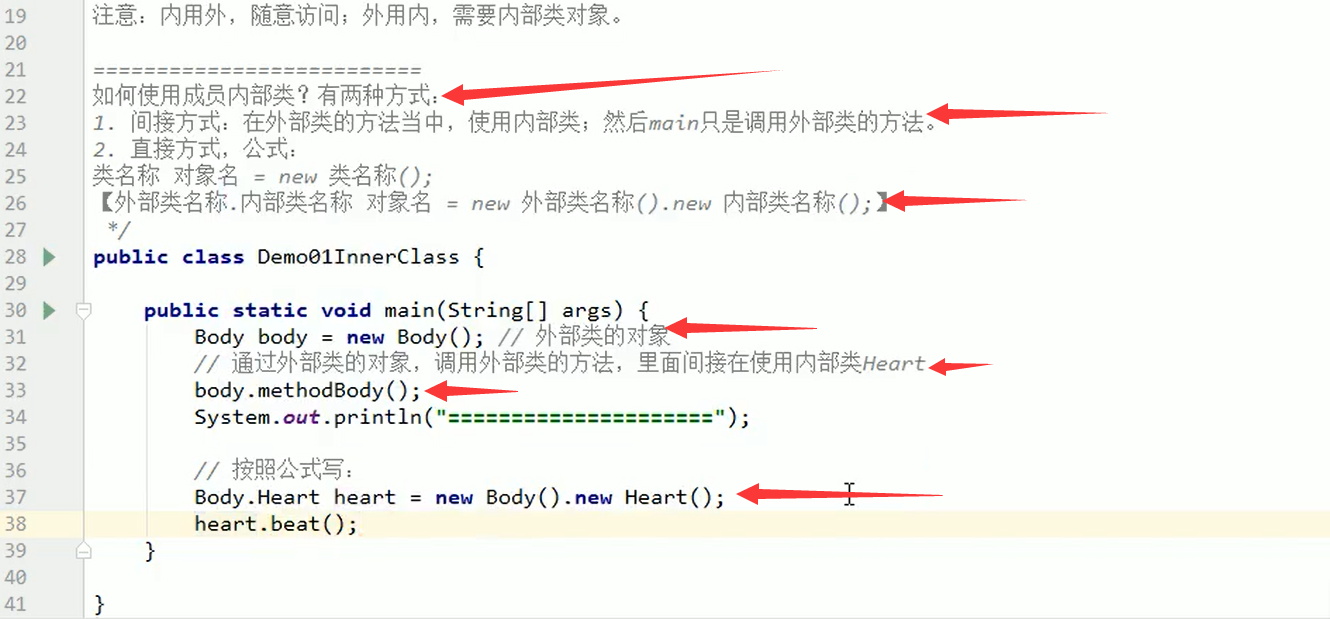 19 注意：内用外，随意访问；外用内，需要内部类对象。
20
21 ==========================
22 如何使用成员内部类？有两种方式：
23 1. 间接方式：在外部类的方法当中，使用内部类；然后main只是调用外部类的方法。
24 2. 直接方式，公式：
25 类名称 对象名 = new 类名称();
26 【外部类名称.内部类名称 对象名 = new 外部类名称().new 内部类名称();】
27 */
28 public class Demo01InnerClass {
29
30 public static void main(String[] args) {
31 Body body = new Body(); // 外部类的对象
32 // 通过外部类的对象，调用外部类的方法，里面间接在使用内部类Heart
33 body.methodBody();
34 System.out.println("=====================");
35
36 // 按照公式写：
37 Body.Heart heart = new Body().new Heart();
38 heart.beat();
39 }
40
41 }